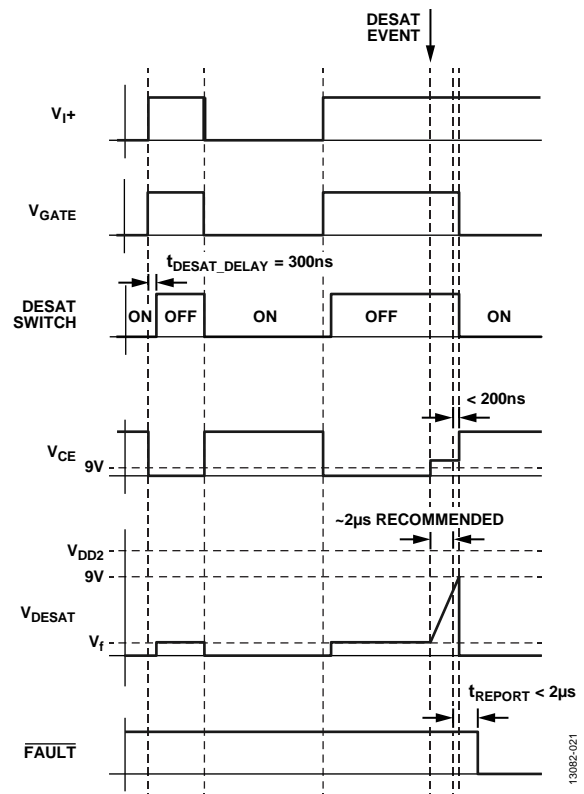 DESAT
EVENT
VI+
VGATE
tDESAT_DELAY = 300ns
DESAT
SWITCH
ON
OFF
ON
OFF
ON
< 200ns
VCE
9V
~2µs RECOMMENDED
VDD2
9V
VDESAT
Vf
tREPORT < 2µs
FAULT
13082-021